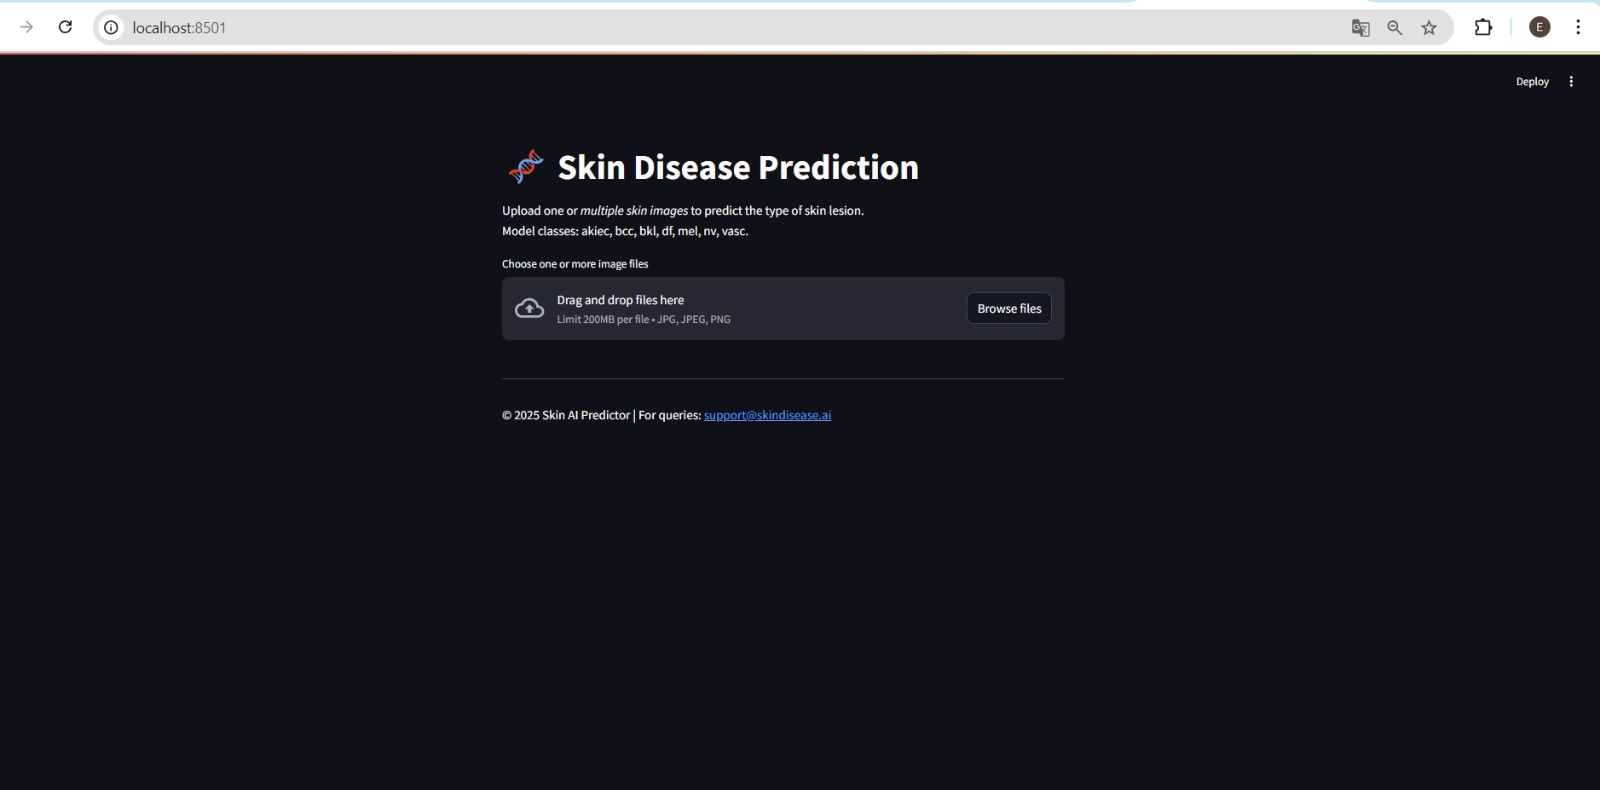 localhost:8501
E
Deploy
Skin Disease Prediction
Upload one or multiple skin images to predict the type of skin lesion.
Model classes: akiec, bcc, bkl, df, mel, nv, vasc.
Choose one or more image files
Drag and drop files here
Limit 200MB per file • JPG, JPEG, PNG
Browse files
© 2025 Skin AI Predictor | For queries: support@skindisease.ai